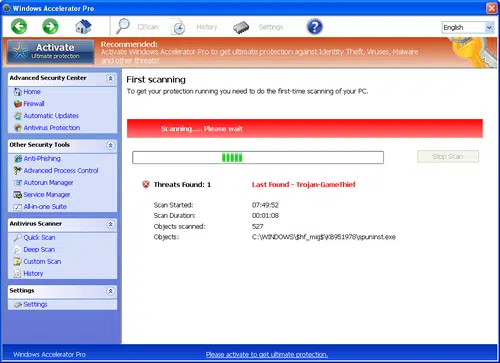 Windows Accelerator Pro
Scan
History
Settings
English
Activate
Ultimate protection
Recommended:
Activate Windows Accelerator Pro to get ultimate protection against Identity Theft, Viruses, Malware
and other threats!
Advanced Security Center
Home
Firewall
Automatic Updates
Antivirus Protection
Other Security Tools
Anti-Phishing
Advanced Process Control
Autorun Manager
Service Manager
All-in-one Suite
Antivirus Scanner
Quick Scan
Deep Scan
Custom Scan
History
Settings
Settings
First scanning
To get your protection running you need to do the first-time scanning of your PC.
Scanning..... Please wait
Stop Scan
Threats Found: 1 Last Found - Trojan-GameThief
Scan Started: 07:49:52
Scan Duration: 00:01:08
Objects scanned: 527
Objects: C:\WINDOWS\$hf_mig$\KB951978\spuninst.exe
Windows Accelerator Pro
Please activate to get ultimate protection.